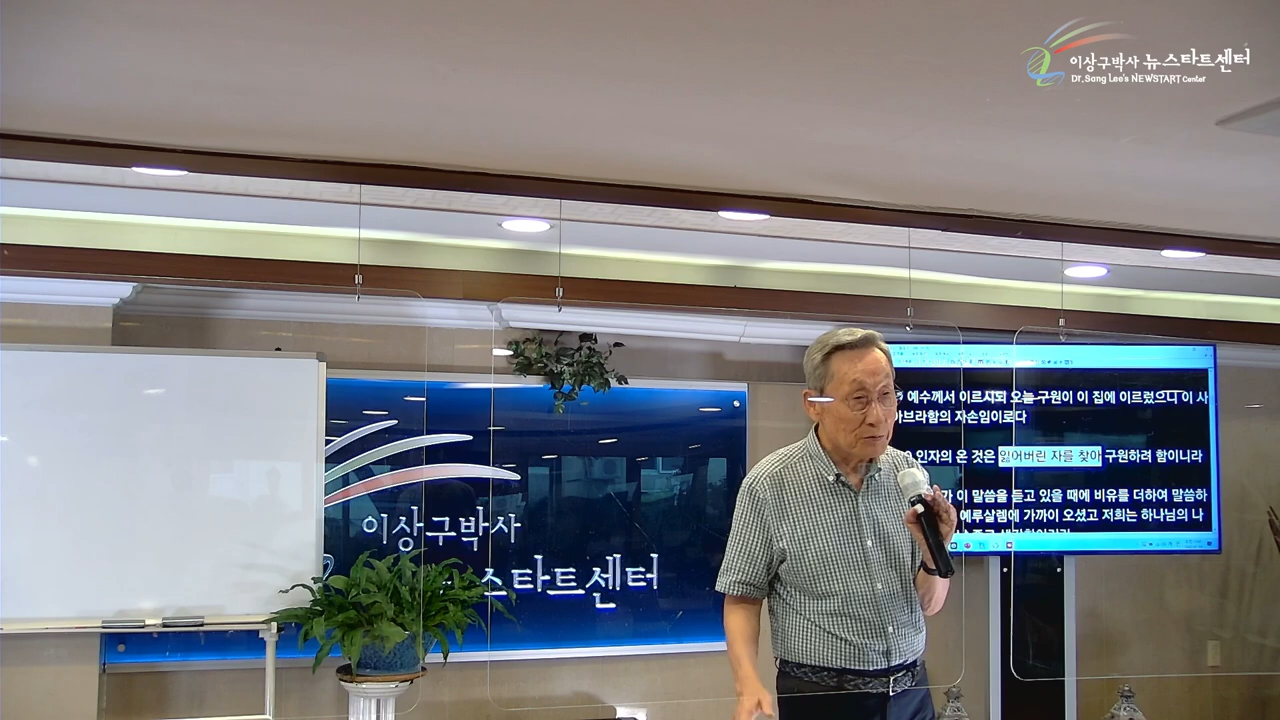 이상구박사 뉴스타트센터
Dr. Sang Lee's NEWSTART Center
예수께서 이르시되 오늘 구원이 이 집에 이르렀으니 이 사
아브라함의 자손임이로다
인자의 온 것은 잃어버린 자를 찾아 구원하려 함이니라
가 이 말씀을 듣고 있을 때에 비유를 더하여 말씀하
예루살렘에 가까이 오셨고 저희는 하나님의 나
이상구박사
스타트센터